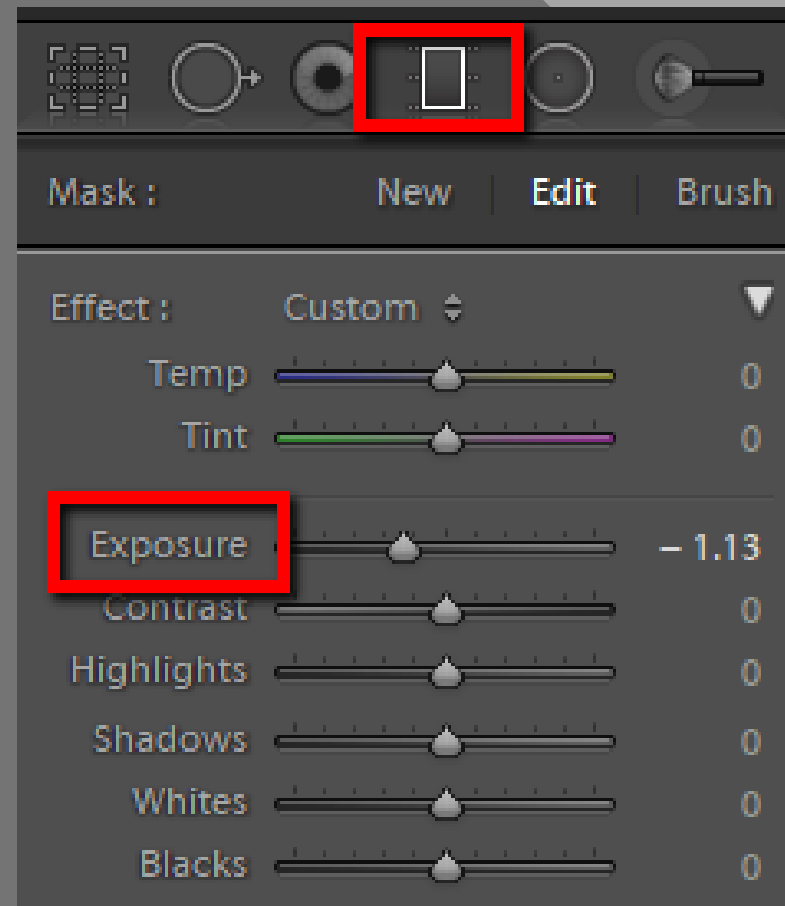 Mask : New Edit Brush
Effect : Custom
Temp 0
Tint 0
Exposure – 1.13
Contrast 0
Highlights 0
Shadows 0
Whites 0
Blacks 0